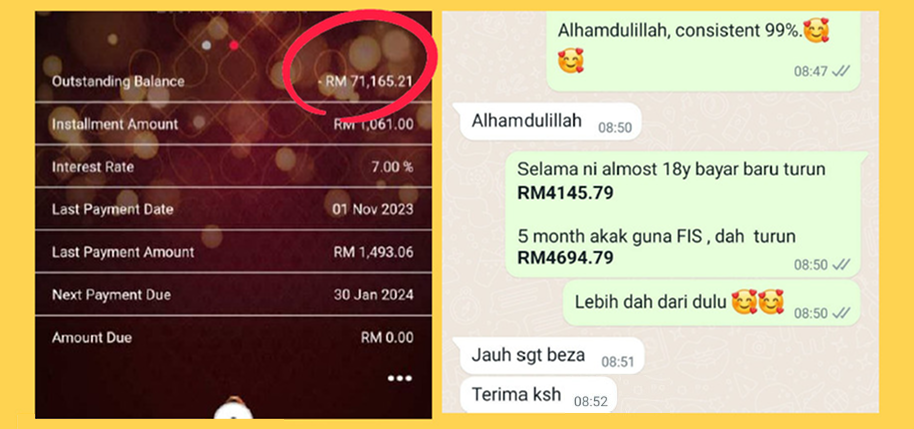 Outstanding Balance - RM 71,165.21
Installment Amount RM 1,061.00
Interest Rate 7.00 %
Last Payment Date 01 Nov 2023
Last Payment Amount RM 1,493.06
Next Payment Due 30 Jan 2024
Amount Due RM 0.00
Alhamdulillah, consistent 99%.🥰
🥰
08:47
Alhamdulillah 08:50
Selama ni almost 18y bayar baru turun
RM4145.79
5 month akak guna FIS , dah turun
RM4694.79
08:50
Lebih dah dari dulu 🥰🥰 08:50
Jauh sgt beza 08:51
Terima ksh 08:52